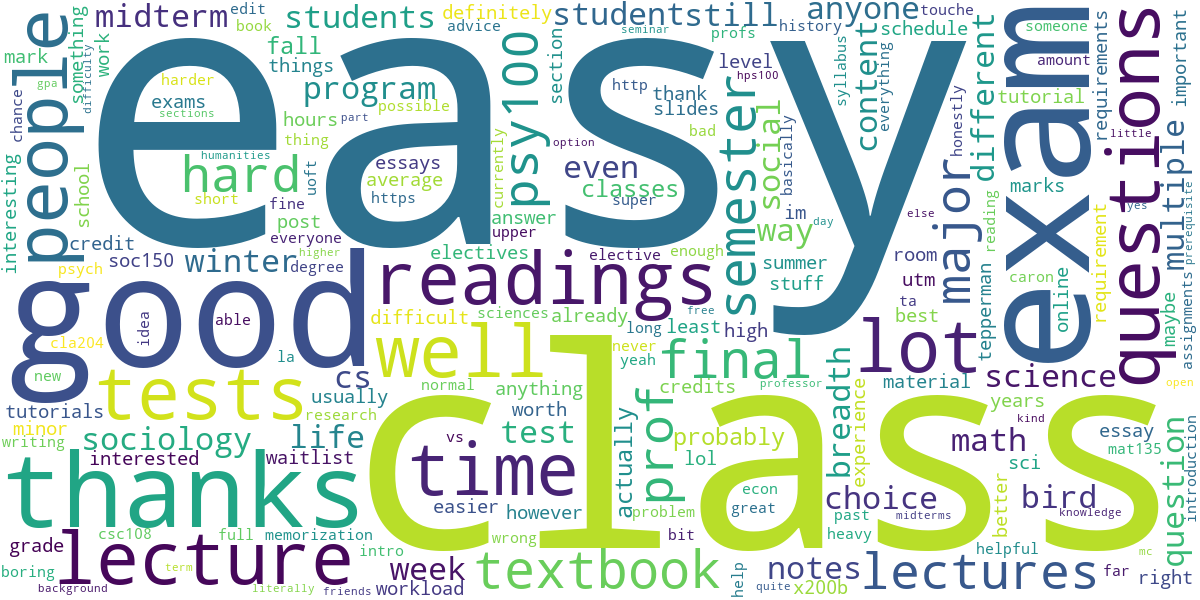 easy
class
good
exam
thanks
lecture
readings
questions
people
time
lot
well
tests
textbook
lectures
final
hard
prof
psy100
semester
major
way
midterm
students
student
still
anyone
touche
edit
book
definitely
advice
seminar
profs
history
schedule
someone
amount
requirements
important
mark
something
work
difficulty
fall
things
program
section
level
http
hps100
thank
slides
content
syllabus
everything
different
tutorial
chance
gpa
harder
exams
sections
possible
hours
thing
part
currently
bad
social
basically
honestly
option
even
multiple
little
interesting
school
humanities
uoft
essays
average
https
short
fine
post
super
classes
answer
upper
im
day
else
reading
marks
yes
prerequisite
credit
everyone
soc150
winter
higher
degree
psych
electives
elective
enough
summer
stuff
room
utm
ta
best
tepperman
caron
online
requirement
maybe
assignments
idea
able
cla204
new
la
difficult
sciences
already
free
long
least
high
never
yeah
cs
usually
normal
anything
credits
professor
breadth
material
science
years
kind
open
tutorials
minor
writing
sociology
life
research
interested
waitlist
vs
worth
test
lol
actually
probably
experience
math
essay
sci
mat135
question
introduction
easier
however
problem
econ
great
choice
bird
better
past
midterms
heavy
knowledge
grade
csc108
full
memorization
wrong
bit
boring
intro
term
background
literally
friends
week
workload
help
notes
quite
x200b
helpful
far
right
mc